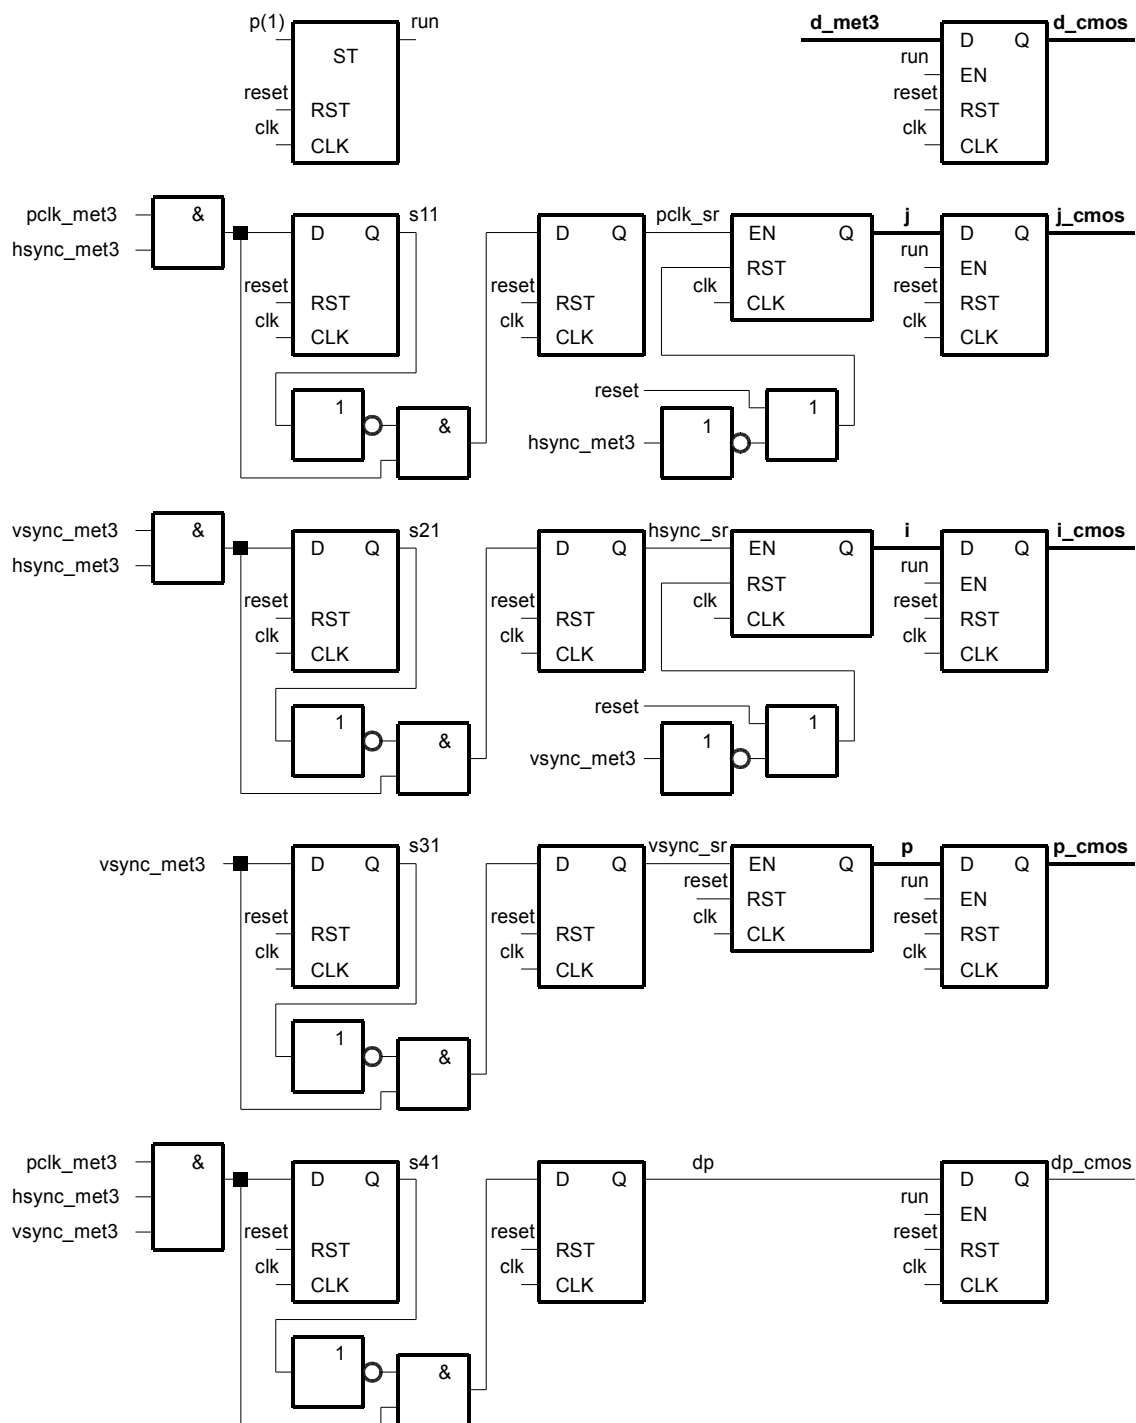 p(1) run d_met3 d_cmos
ST D Q
run
EN
reset reset
RST RST
clk clk
CLK CLK
pclk_met3 & s11 pclk_sr j j_cmos
hsync_met3
D Q D Q EN Q D Q
run
RST EN
reset reset clk reset
RST RST CLK RST
clk clk clk
CLK CLK CLK
reset
1 & 1 1
hsync_met3
vsync_met3 & s21 hsync_sr i i_cmos
hsync_met3
D Q D Q EN Q D Q
run
RST EN
reset reset clk reset
RST RST CLK RST
clk clk clk
CLK CLK CLK
reset
1 & 1 1
vsync_met3
vsync_met3 s31 vsync_sr p p_cmos
D Q D Q EN Q D Q
reset run
RST EN
reset reset clk reset
RST RST CLK RST
clk clk clk
CLK CLK CLK
1 &
pclk_met3 & s41 dp dp_cmos
hsync_met3
vsync_met3
D Q D Q D Q
run
EN
reset reset reset
RST RST RST
clk clk clk
CLK CLK CLK
1 &